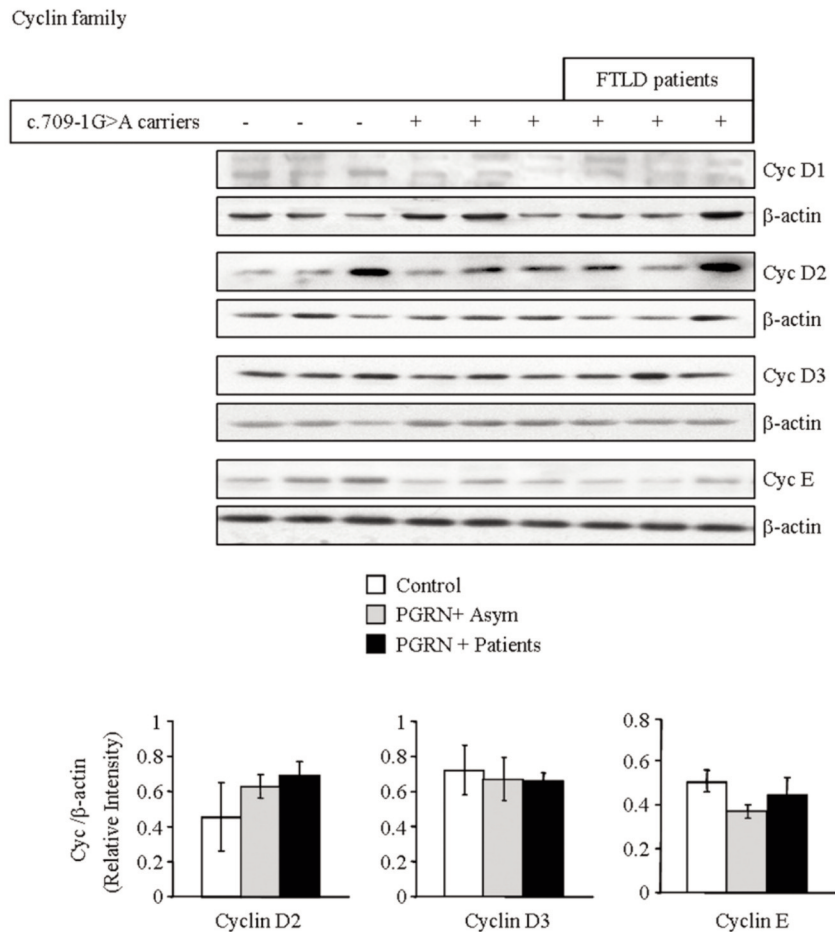 Cyclin family
FTLD patients
c.709-1G>A carriers - - - + + + + + +
Cyc D1
β-actin
Cyc D2
β-actin
Cyc D3
β-actin
Cyc E
β-actin
Control
PGRN+ Asym
PGRN + Patients
Cyc /β-actin
(Relative Intensity)
1
0.8
0.6
0.4
0.2
0
Cyclin D2
1
0.8
0.6
0.4
0.2
0
Cyclin D3
0.8
0.6
0.4
0.2
0
Cyclin E